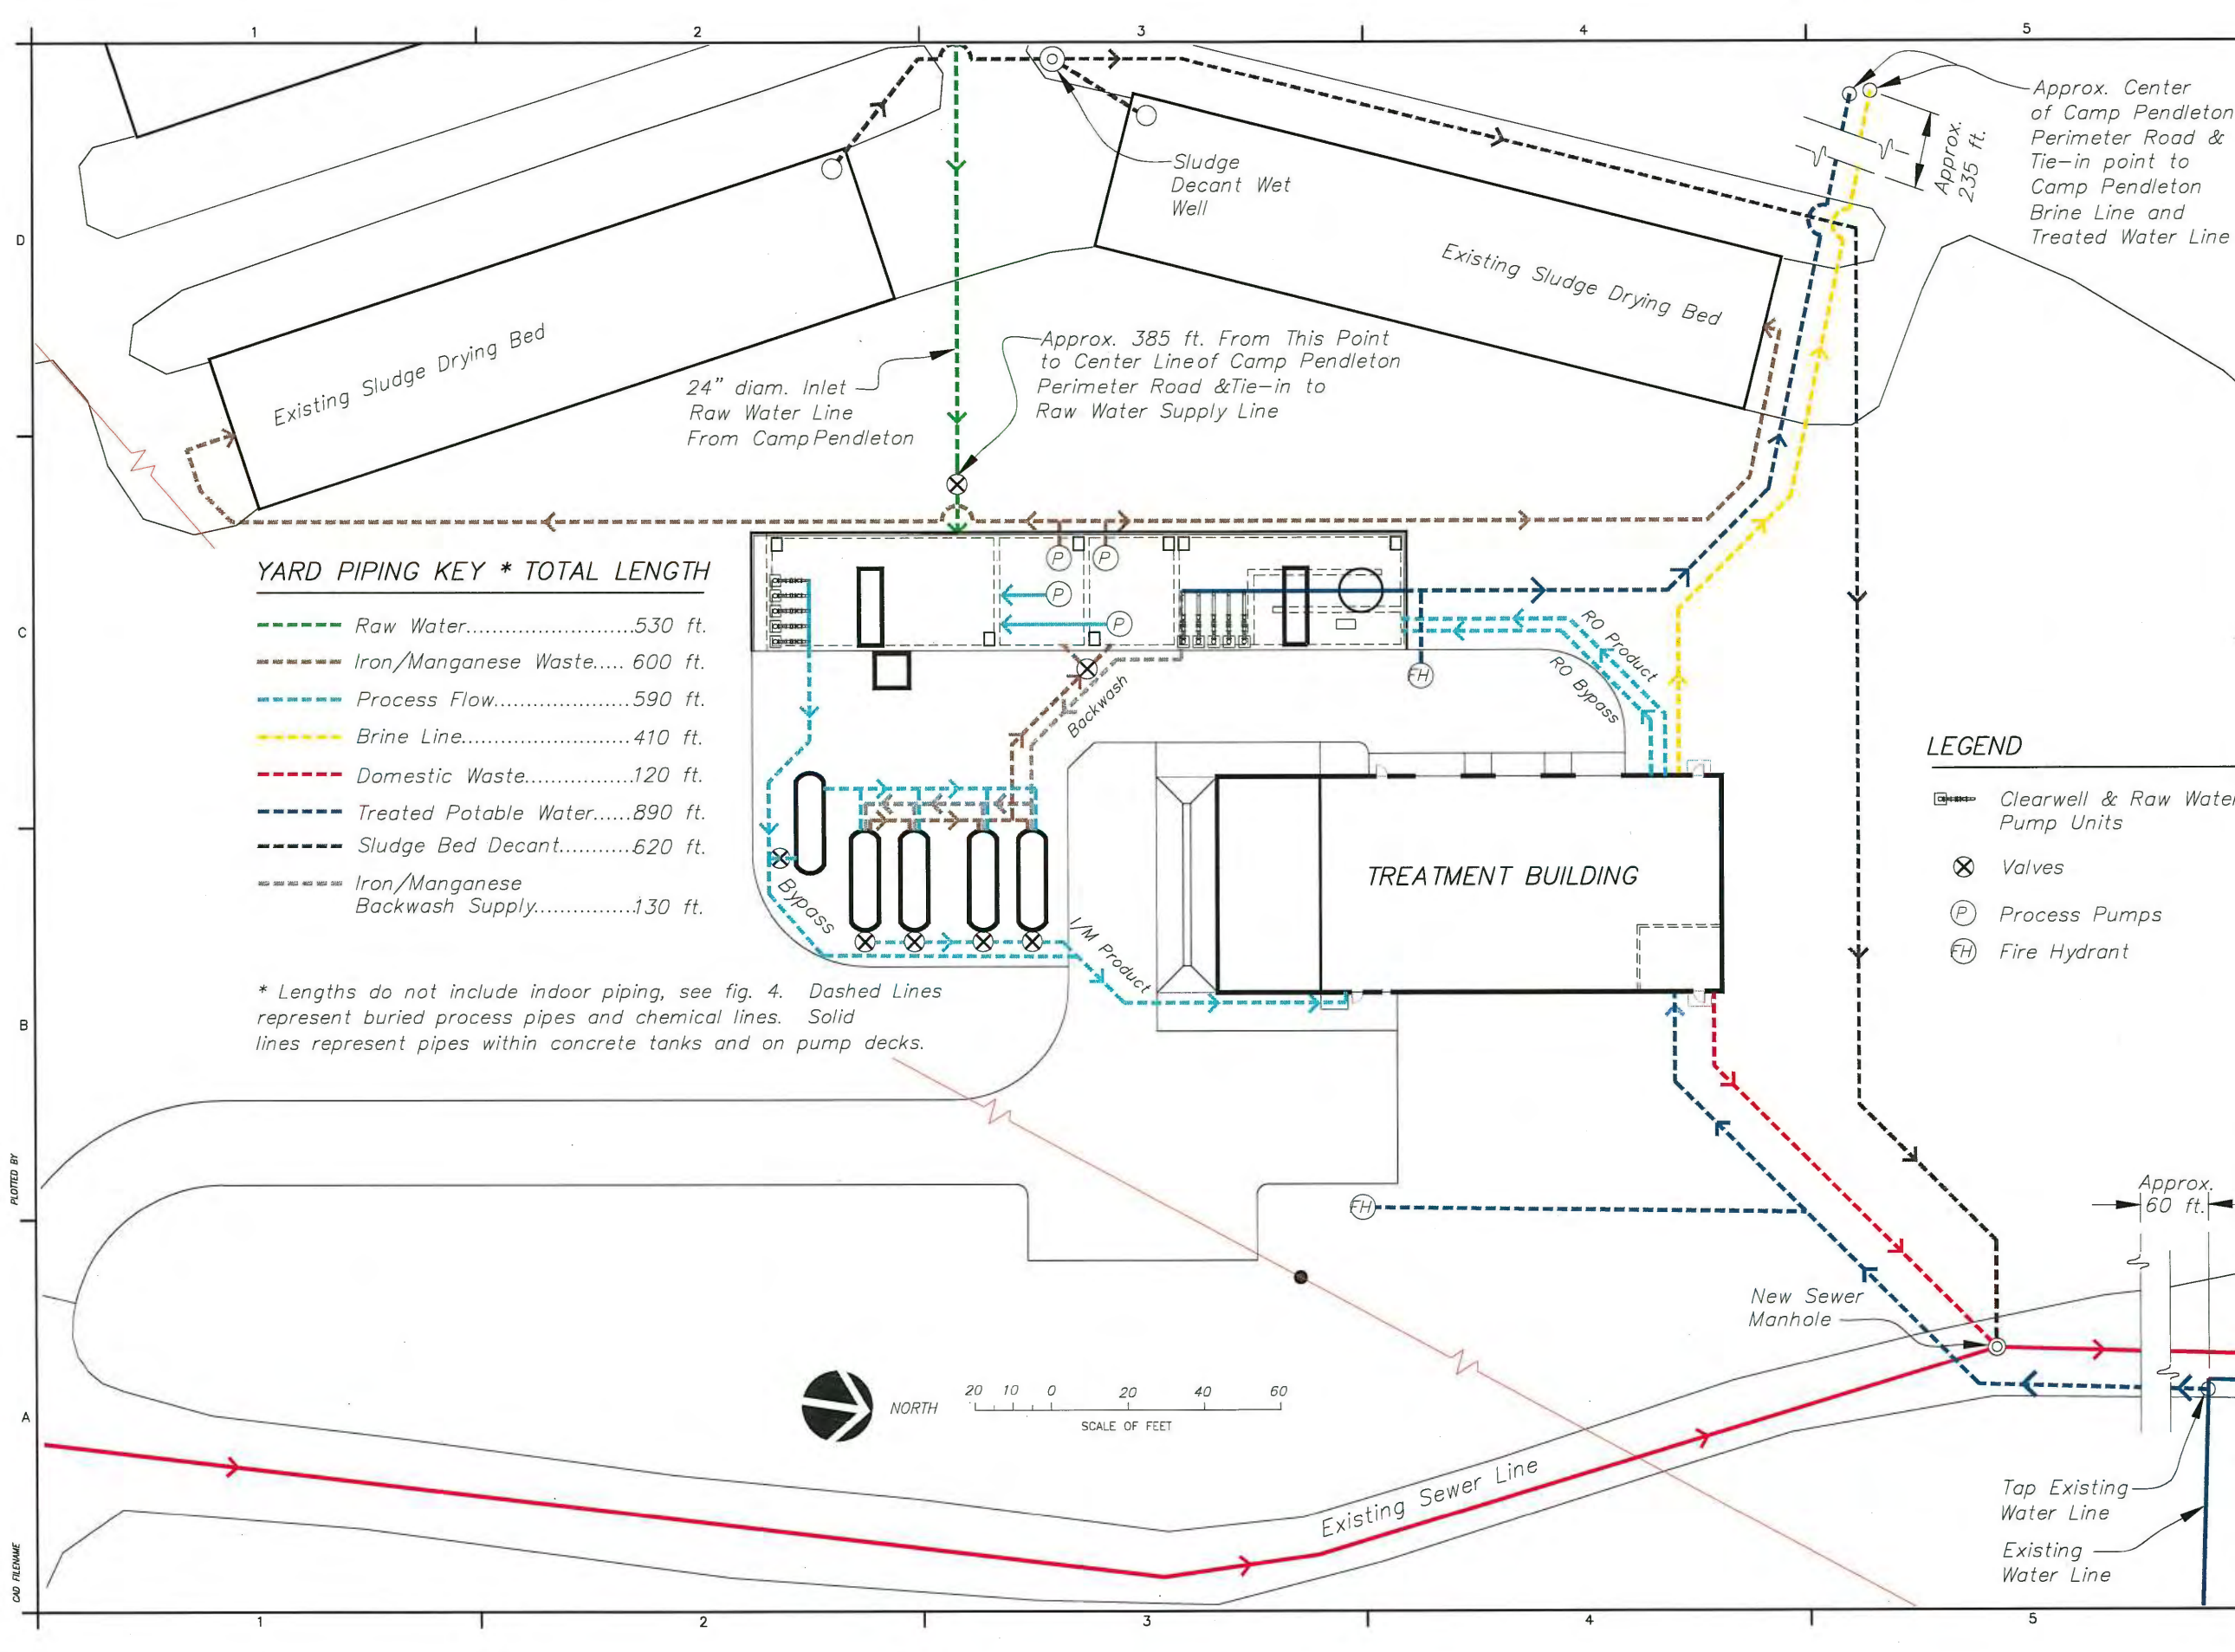 1 2 3 4 5
Approx. Center
of Camp Pendleton
Perimeter Road &
Tie-in point to
Camp Pendleton
Brine Line and
Treated Water Line
Approx.
235 ft.
Sludge
Decant Wet
Well
D
Existing Sludge Drying Bed
Existing Sludge Drying Bed
Approx. 385 ft. From This Point
to Center Line of Camp Pendleton
Perimeter Road & Tie-in to
Raw Water Supply Line
24" diam. Inlet
Raw Water Line
From Camp Pendleton
YARD PIPING KEY * TOTAL LENGTH
Raw Water..........................530 ft.
Iron/Manganese Waste..... 600 ft.
Process Flow.....................590 ft.
Brine Line..........................410 ft.
Domestic Waste.................120 ft.
Treated Potable Water......890 ft.
Sludge Bed Decant...........620 ft.
Iron/Manganese
Backwash Supply................130 ft.
P P
P
P
C
FH
RO Product
RO Bypass
Backwash
Bypass
I/M Product
TREATMENT BUILDING
LEGEND
Clearwell & Raw Water
Pump Units
Valves
P Process Pumps
FH Fire Hydrant
* Lengths do not include indoor piping, see fig. 4. Dashed Lines
represent buried process pipes and chemical lines. Solid
lines represent pipes within concrete tanks and on pump decks.
B
PLOTTED BY
FH
Approx.
60 ft.
New Sewer
Manhole
NORTH
20 10 0 20 40 60
SCALE OF FEET
A
Existing Sewer Line
Tap Existing
Water Line
Existing
Water Line
CAD FILENAME
1 2 3 4 5